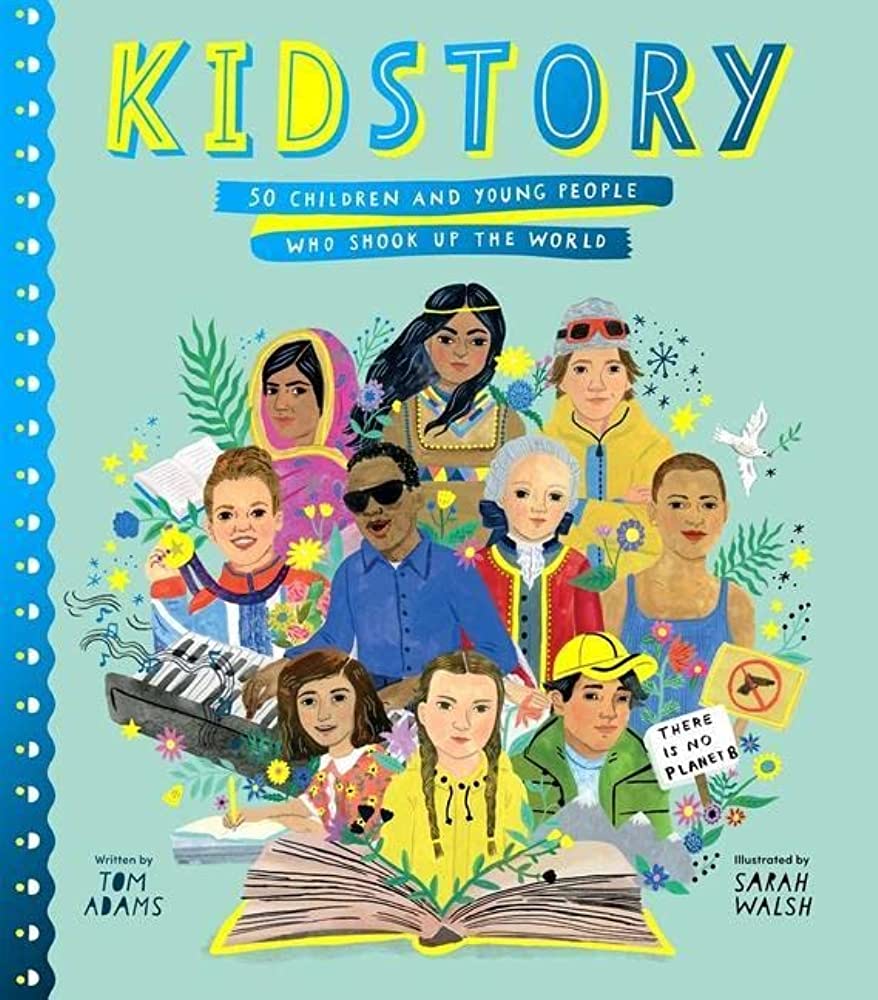 KIDSTORY
50 CHILDREN AND YOUNG PEOPLE
WHO SHOOK UP THE WORLD
THERE
IS NO
PLANET B
Written by
TOM
ADAMS
Illustrated by
SARAH
WALSH